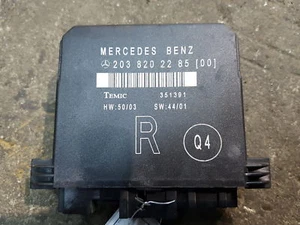 MERCEDES BENZ
203 820 22 85 [00]
TEMIC 351391
HW:50/03 SW:44/01
R Q4